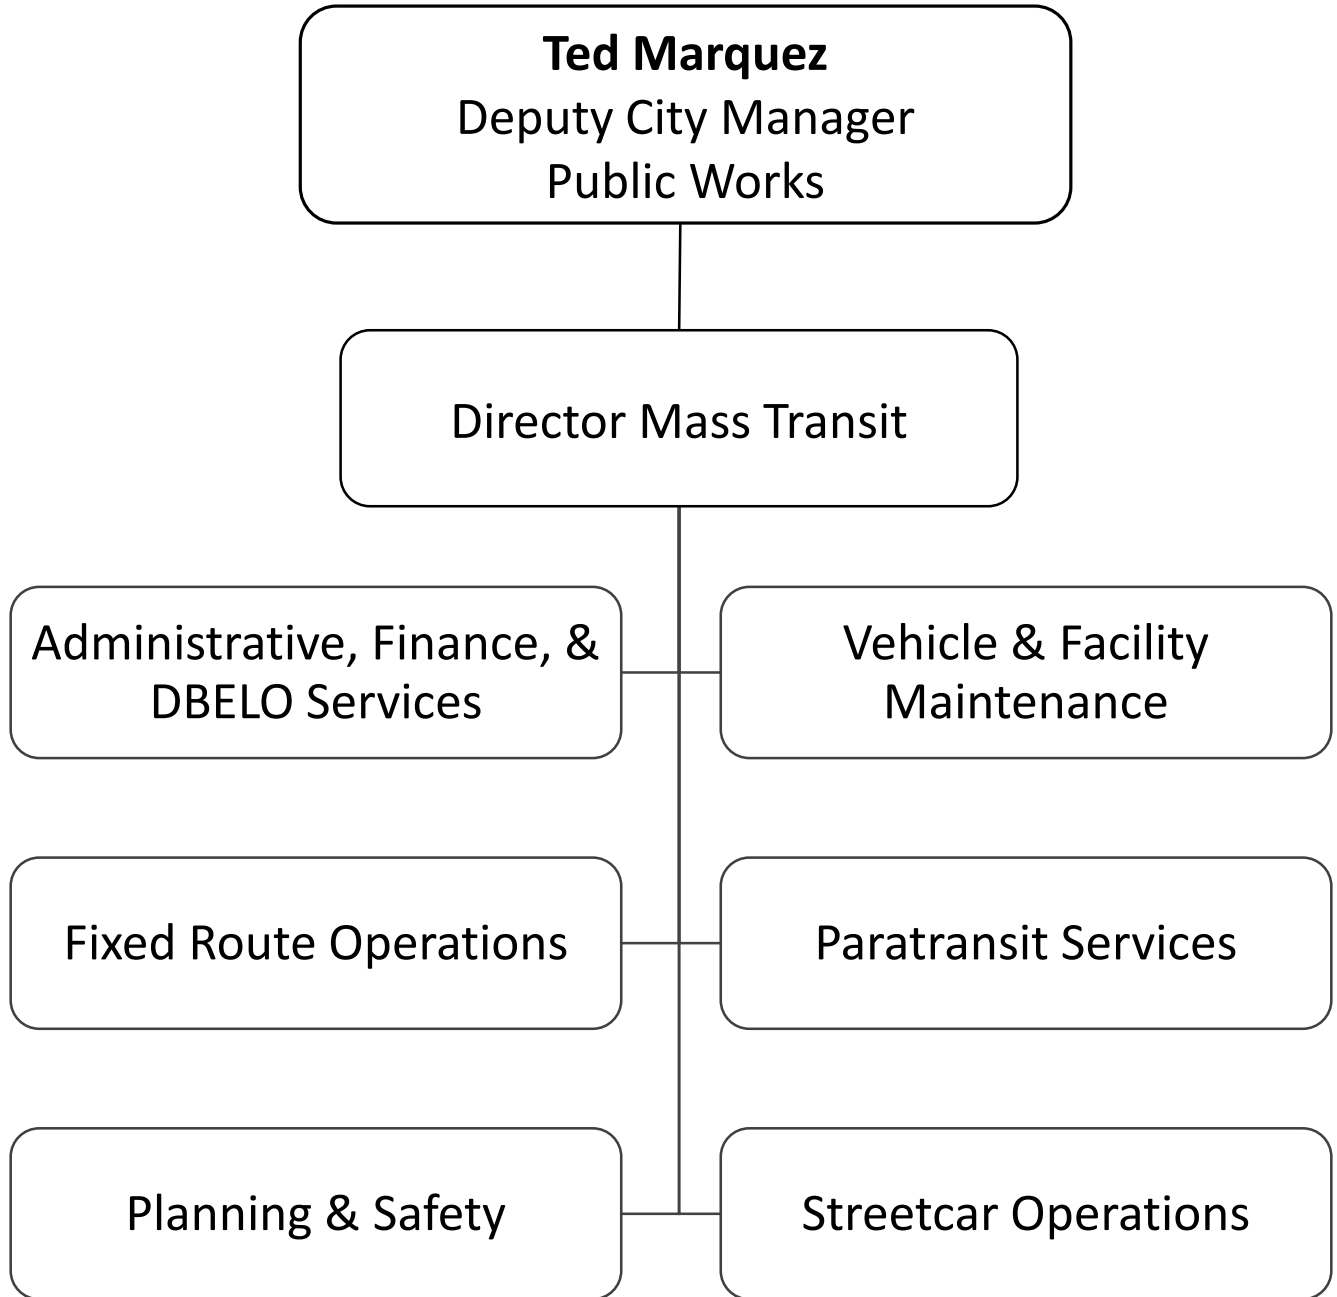 Ted Marquez
Deputy City Manager
Public Works
Director Mass Transit
Administrative, Finance, &
DBELO Services
Vehicle & Facility
Maintenance
Fixed Route Operations
Paratransit Services
Planning & Safety
Streetcar Operations